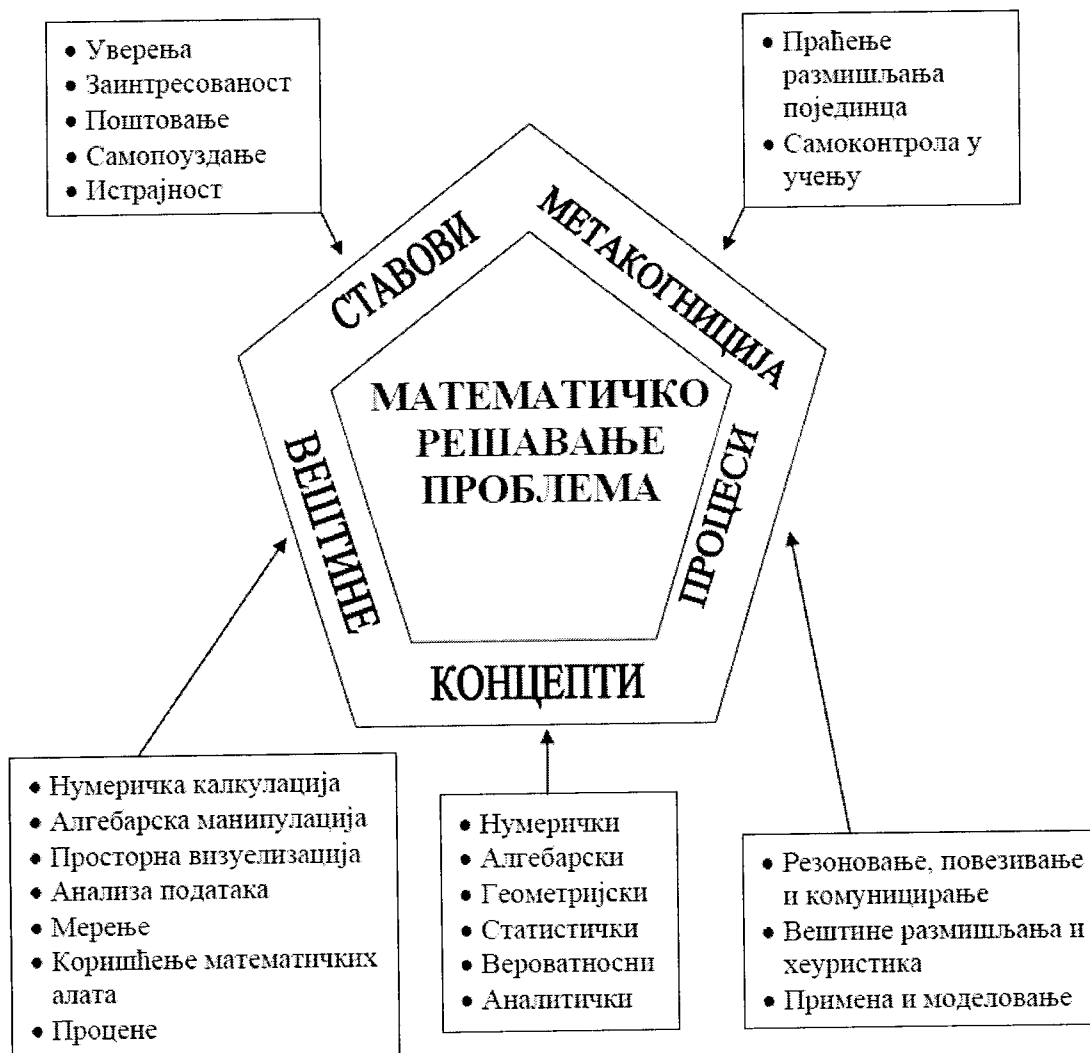 • Уверења
• Заинтресованост
• Поштовање
• Самопоуздање
• Истрајност
• Праћење
размишљања
појединца
• Самоконтрола у
учењу
СТАВОВИ
МЕТАКОГНИЦИЈА
МАТЕМАТИЧКО
РЕШАВАЊЕ
ПРОБЛЕМА
ВЕШТИНЕ
ПРОЦЕСИ
КОНЦЕПТИ
• Нумеричка калкулација
• Алгебарска манипулација
• Просторна визуелизација
• Анализа података
• Мерење
• Коришћење математичких
алата
• Процене
• Нумерички
• Алгебарски
• Геометријски
• Статистички
• Вероватносни
• Аналитички
• Резоновање, повезивање
и комуницирање
• Вештине размишљања и
хеуристика
• Примена и моделовање